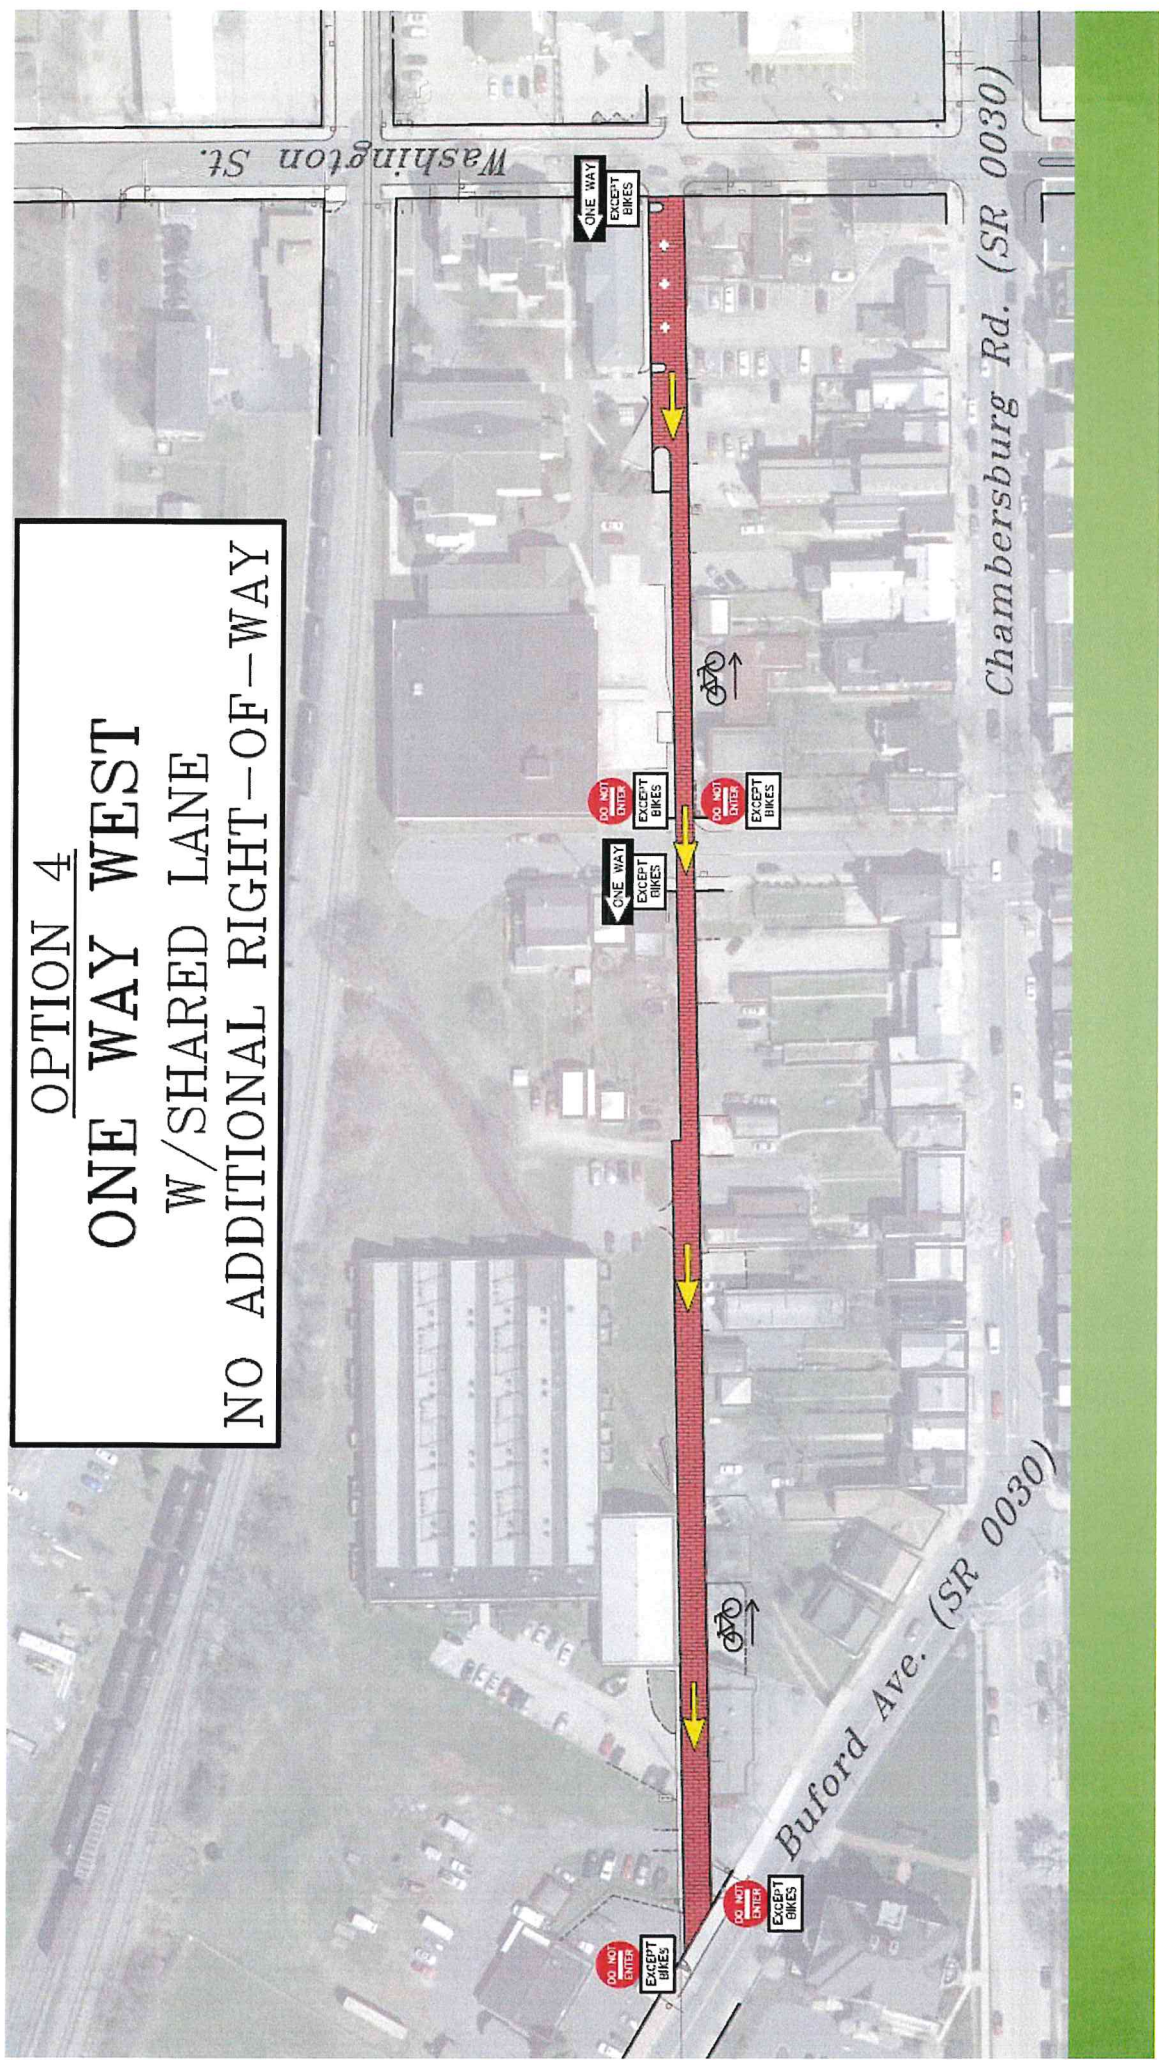 OPTION 4
ONE WAY WEST
W/SHARED LANE
NO ADDITIONAL RIGHT-OF-WAY
Washington St.
ONE WAY
EXCEPT
BIKES
Chambersburg Rd. (SR 0030)
DO NOT
ENTER
EXCEPT
BIKES
DO NOT
ENTER
EXCEPT
BIKES
ONE WAY
EXCEPT
BIKES
Buford Ave. (SR 0030)
DO NOT
ENTER
EXCEPT
BIKES
DO NOT
ENTER
EXCEPT
BIKES